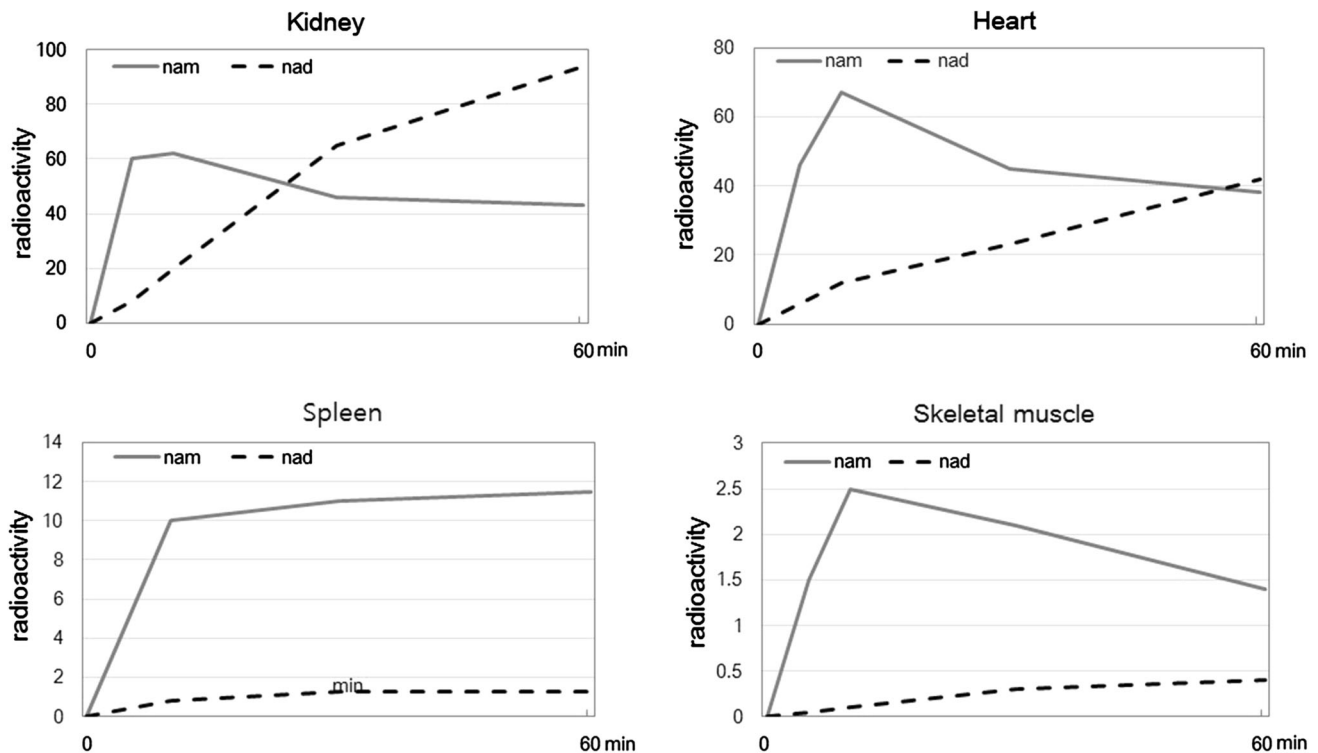 Kidney
100
80
60
40
20
0
radioactivity
nam
nad
0
60 min
Heart
80
60
40
20
0
radioactivity
nam
nad
0
60 min
Spleen
14
12
10
8
6
4
2
0
radioactivity
nam
nad
min
0
60 min
Skeletal muscle
3
2.5
2
1.5
1
0.5
0
radioactivity
nam
nad
0
60 min